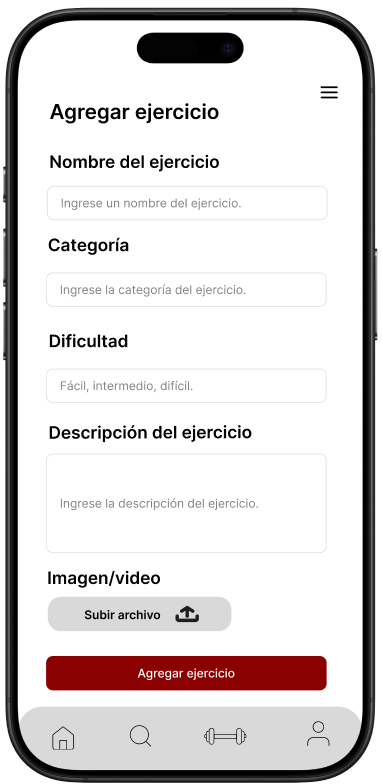 Agregar ejercicio
Nombre del ejercicio
Ingrese un nombre del ejercicio.
Categoría
Ingrese la categoría del ejercicio.
Dificultad
Fácil, intermedio, difícil.
Descripción del ejercicio
Ingrese la descripción del ejercicio.
Imagen/video
Subir archivo
Agregar ejercicio